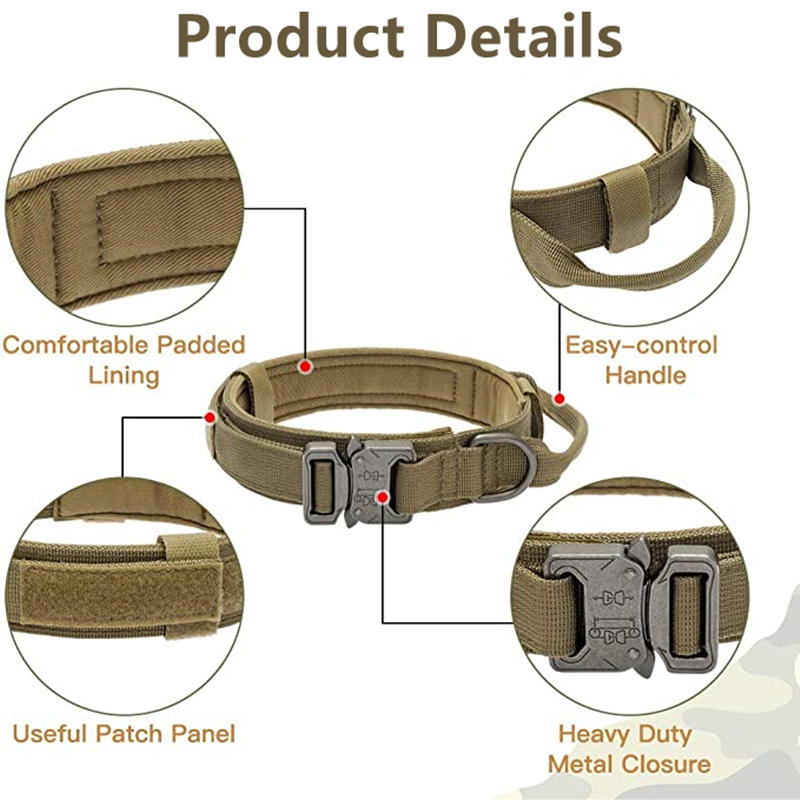 Product Details
Comfortable Padded
Lining
Easy-control
Handle
Useful Patch Panel
Heavy Duty
Metal Closure